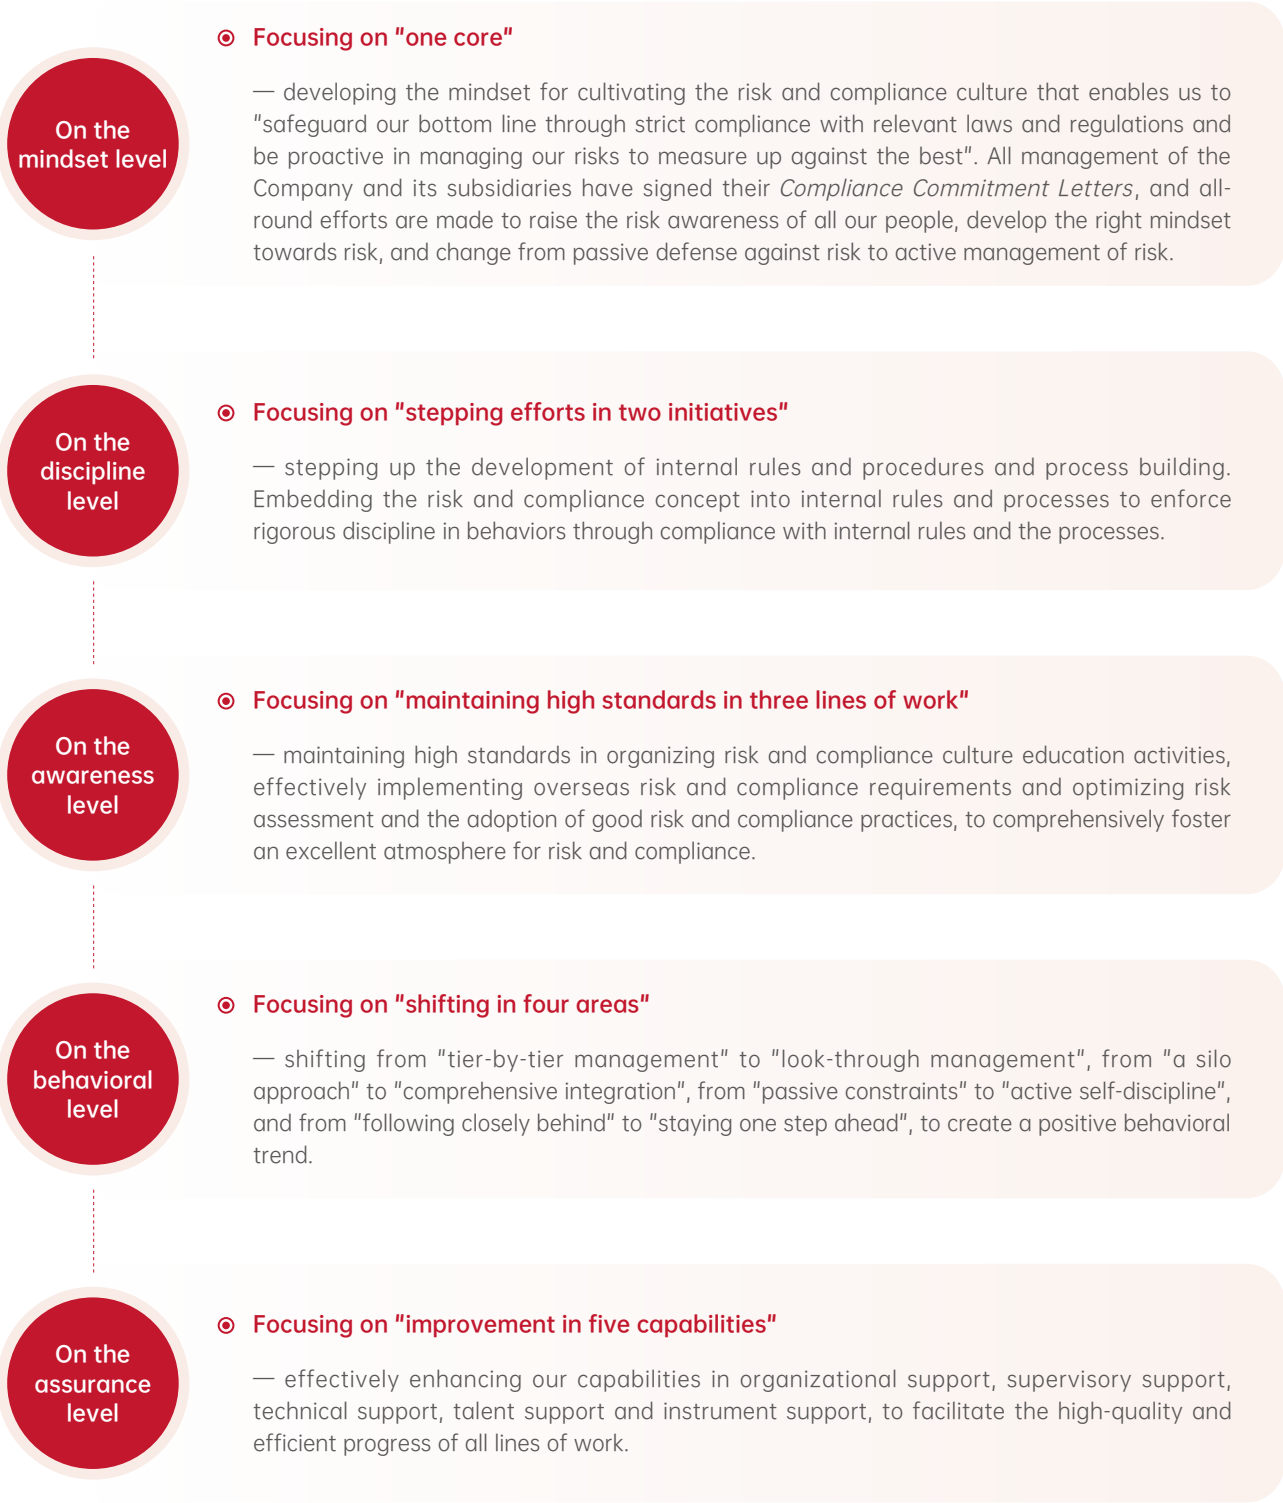 On the
mindset level
Focusing on "one core"
— developing the mindset for cultivating the risk and compliance culture that enables us to
"safeguard our bottom line through strict compliance with relevant laws and regulations and
be proactive in managing our risks to measure up against the best". All management of the
Company and its subsidiaries have signed their Compliance Commitment Letters, and all-
round efforts are made to raise the risk awareness of all our people, develop the right mindset
towards risk, and change from passive defense against risk to active management of risk.
On the
discipline
level
Focusing on "stepping efforts in two initiatives"
— stepping up the development of internal rules and procedures and process building.
Embedding the risk and compliance concept into internal rules and processes to enforce
rigorous discipline in behaviors through compliance with internal rules and the processes.
On the
awareness
level
Focusing on "maintaining high standards in three lines of work"
— maintaining high standards in organizing risk and compliance culture education activities,
effectively implementing overseas risk and compliance requirements and optimizing risk
assessment and the adoption of good risk and compliance practices, to comprehensively foster
an excellent atmosphere for risk and compliance.
On the
behavioral
level
Focusing on "shifting in four areas"
— shifting from "tier-by-tier management" to "look-through management", from "a silo
approach" to "comprehensive integration", from "passive constraints" to "active self-discipline",
and from "following closely behind" to "staying one step ahead", to create a positive behavioral
trend.
On the
assurance
level
Focusing on "improvement in five capabilities"
— effectively enhancing our capabilities in organizational support, supervisory support,
technical support, talent support and instrument support, to facilitate the high-quality and
efficient progress of all lines of work.